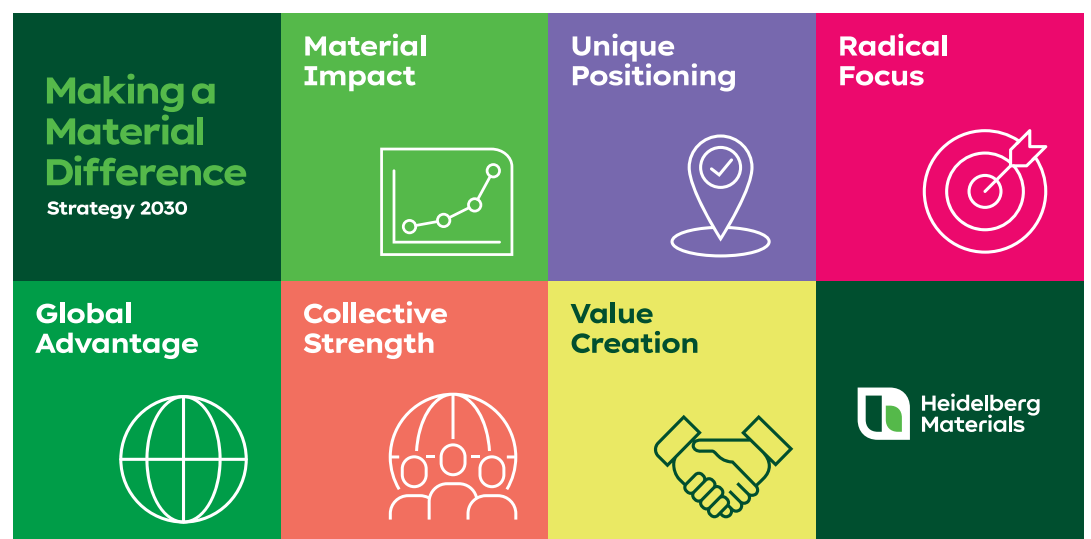 Making a
Material
Difference
Strategy 2030
Material
Impact
Unique
Positioning
Radical
Focus
Global
Advantage
Collective
Strength
Value
Creation
Heidelberg
Materials